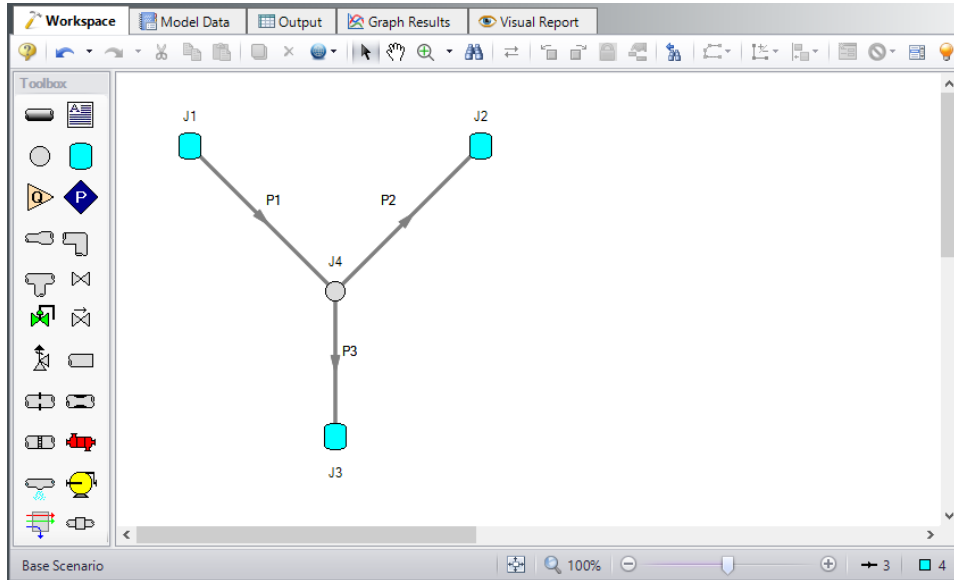 Workspace Model Data Output Graph Results Visual Report
Toolbox
A
Q P
J1 J2
P1 P2
J4
P3
J3
Base Scenario 100% 3 4